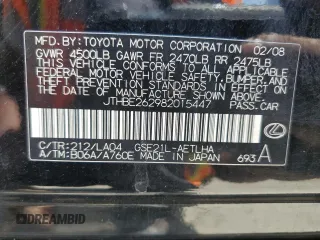 MFD. BY: TOYOTA MOTOR CORPORATION 02/08
GVWR 4500LB GAWR FR 2470LB RR 2475LB
THIS VEHICLE CONFORMS TO ALL APPLICABLE
FEDERAL MOTOR VEHICLE SAFETY, BUMPER, AND
THEFT PREVENTION STANDARDS IN EFFECT ON
THE DATE OF MANUFACTURE SHOWN ABOVE.
JTHBE262982015447 PASS.CAR
C/TR:212/LA04 GSE21L-AETLHA
A/TM:B06A/A760E MADE IN JAPAN 693 A
© DIREKTBID